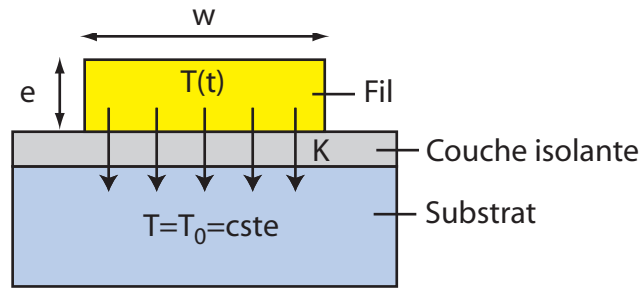 w
e
T(t)
Fil
K
Couche isolante
T=T₀=cste
Substrat